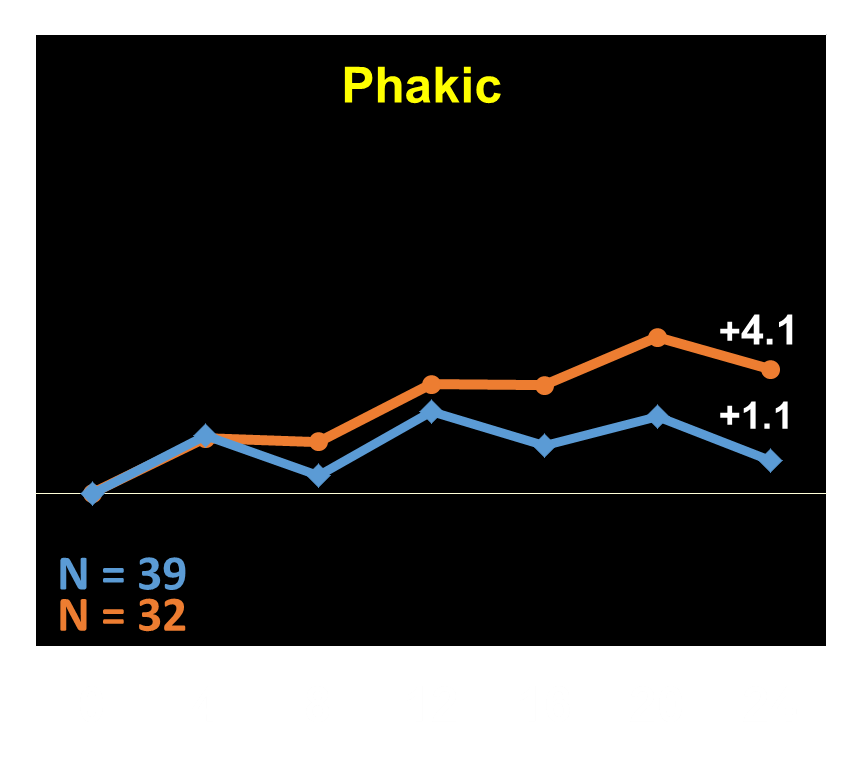 Phakic
+4.1
+1.1
N = 39
N = 32